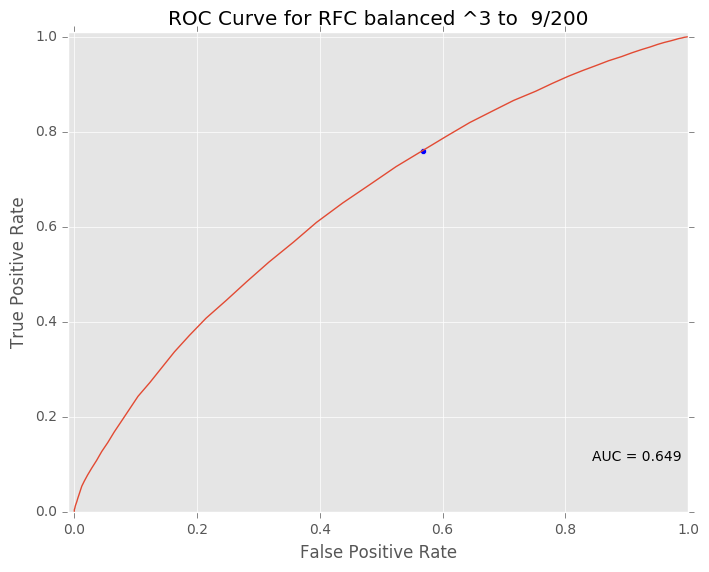 ROC Curve for RFC balanced ^3 to  9/200
1.0
0.8
0.6
0.4
0.2
0.0
True Positive Rate
AUC = 0.649
0.0 0.2 0.4 0.6 0.8 1.0
False Positive Rate